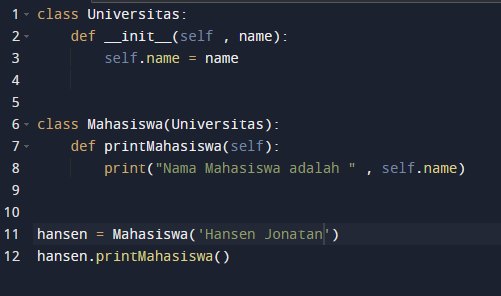 1 class Universitas:
2     def __init__(self , name):
3         self.name = name
4
5
6 class Mahasiswa(Universitas):
7     def printMahasiswa(self):
8         print("Nama Mahasiswa adalah " , self.name)
9
10
11 hansen = Mahasiswa('Hansen Jonatan')
12 hansen.printMahasiswa()